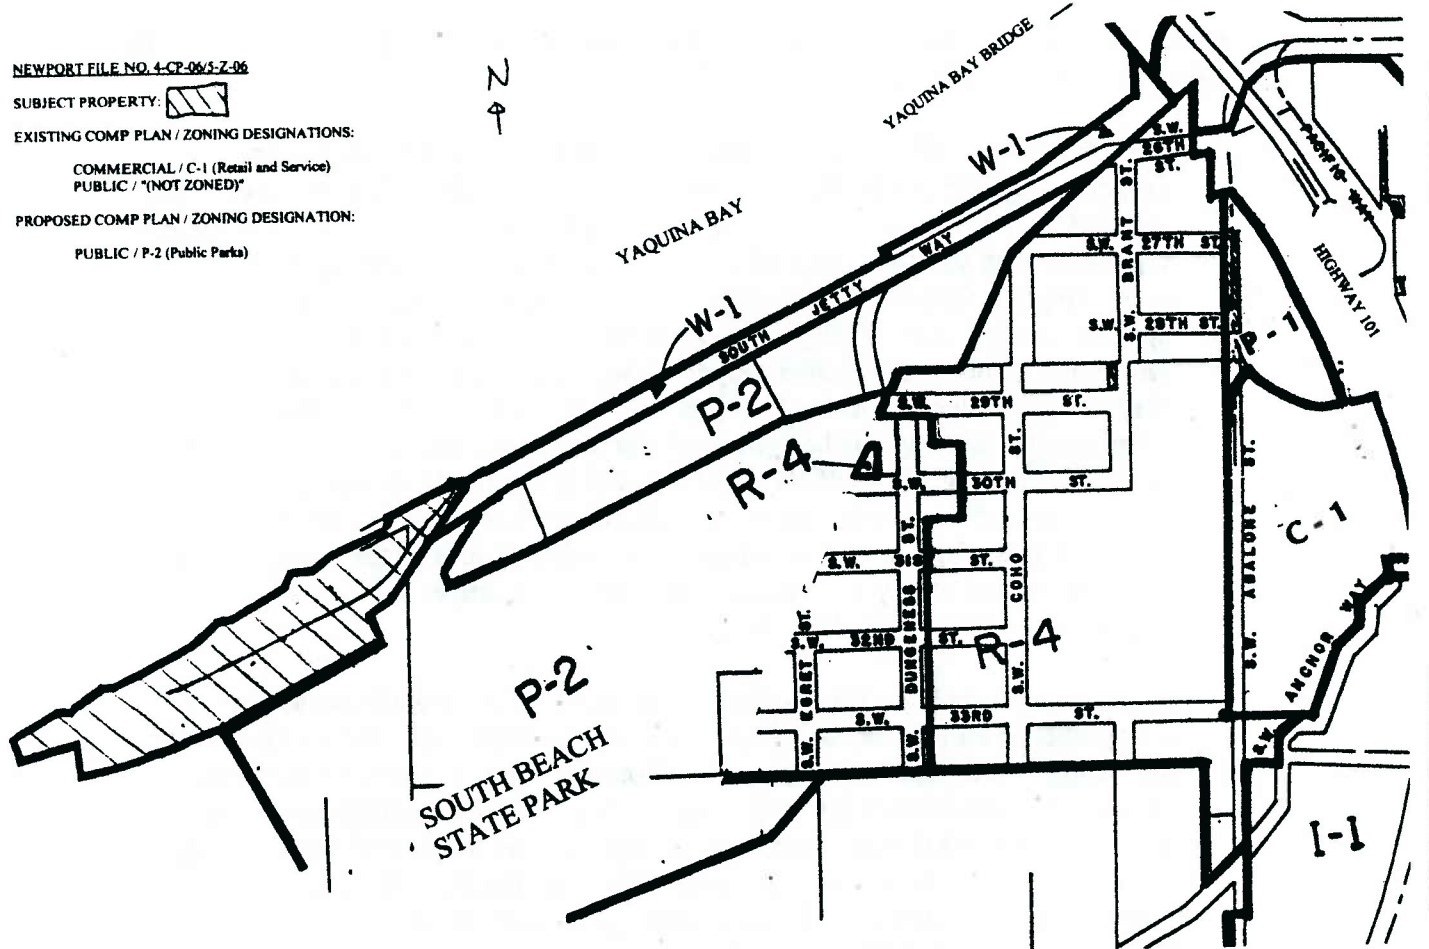 NEWPORT FILE NO. 4-CP-06/5-Z-06
SUBJECT PROPERTY:
EXISTING COMP PLAN / ZONING DESIGNATIONS:
COMMERCIAL / C-1 (Retail and Service)
PUBLIC / "(NOT ZONED)"
PROPOSED COMP PLAN / ZONING DESIGNATION:
PUBLIC / P-2 (Public Parks)
N
YAQUINA BAY BRIDGE
YAQUINA BAY
W-1
W-1
SOUTH JETTY WAY
S.W. 26TH ST.
PACIFIC WAY
HIGHWAY 101
S.W. BRANT ST.
S.W. 27TH ST.
S.W. 28TH ST.
P-1
P-2
S.W. 29TH ST.
R-4
S.W. 30TH ST.
C-1
S.W. ABALONE ST.
S.W. COHO ST.
S.W. DUNGENESS ST.
S.W. 31S ST.
S.W. 32ND ST.
R-4
S.W. EGRET ST.
S.W. 33RD ST.
S.W. ANCHOR WAY
P-2
SOUTH BEACH
STATE PARK
I-1